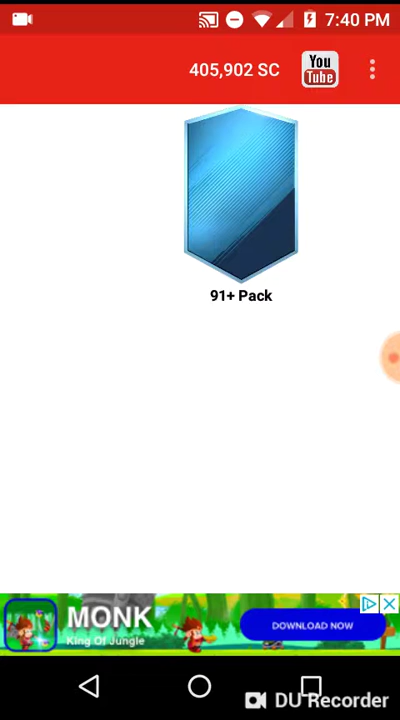 7:40 PM
405,902 SC
You
Tube
91+ Pack
MONK
King Of Jungle
DOWNLOAD NOW
DU Recorder